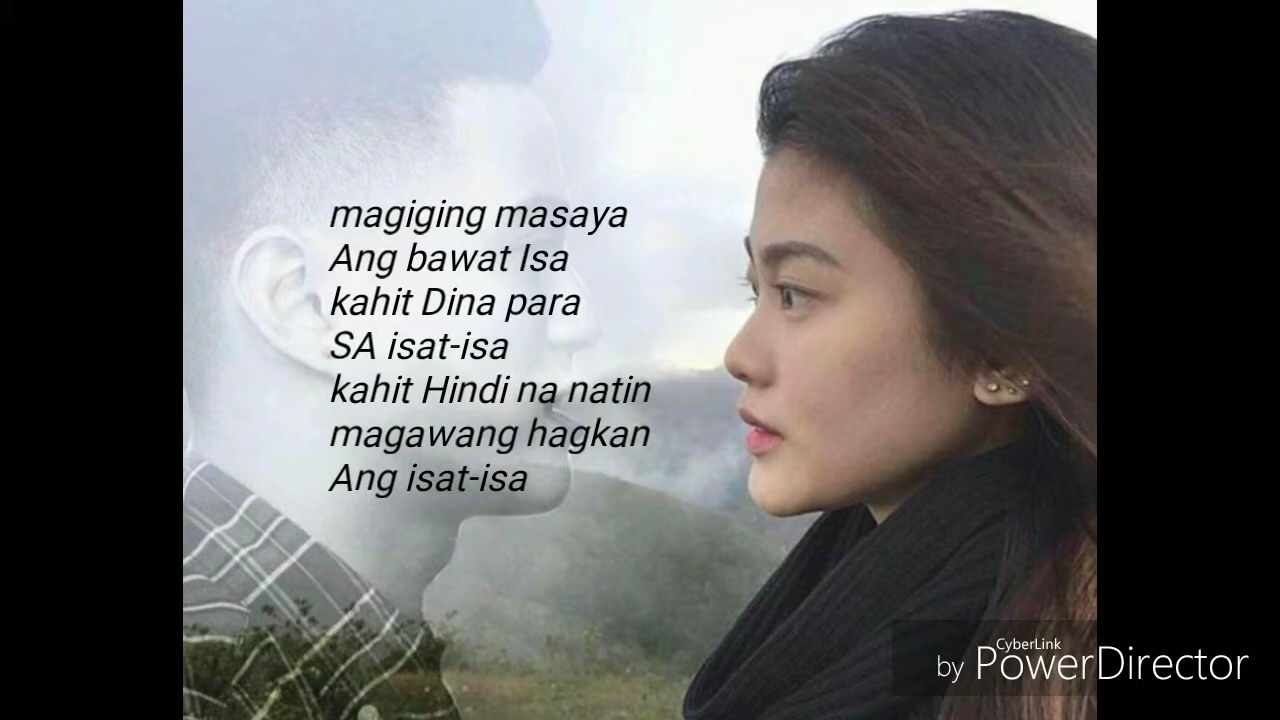 magiging masaya
Ang bawat Isa
kahit Dina para
SA isat-isa
kahit Hindi na natin
magawang hagkan
Ang isat-isa
CyberLink
by PowerDirector